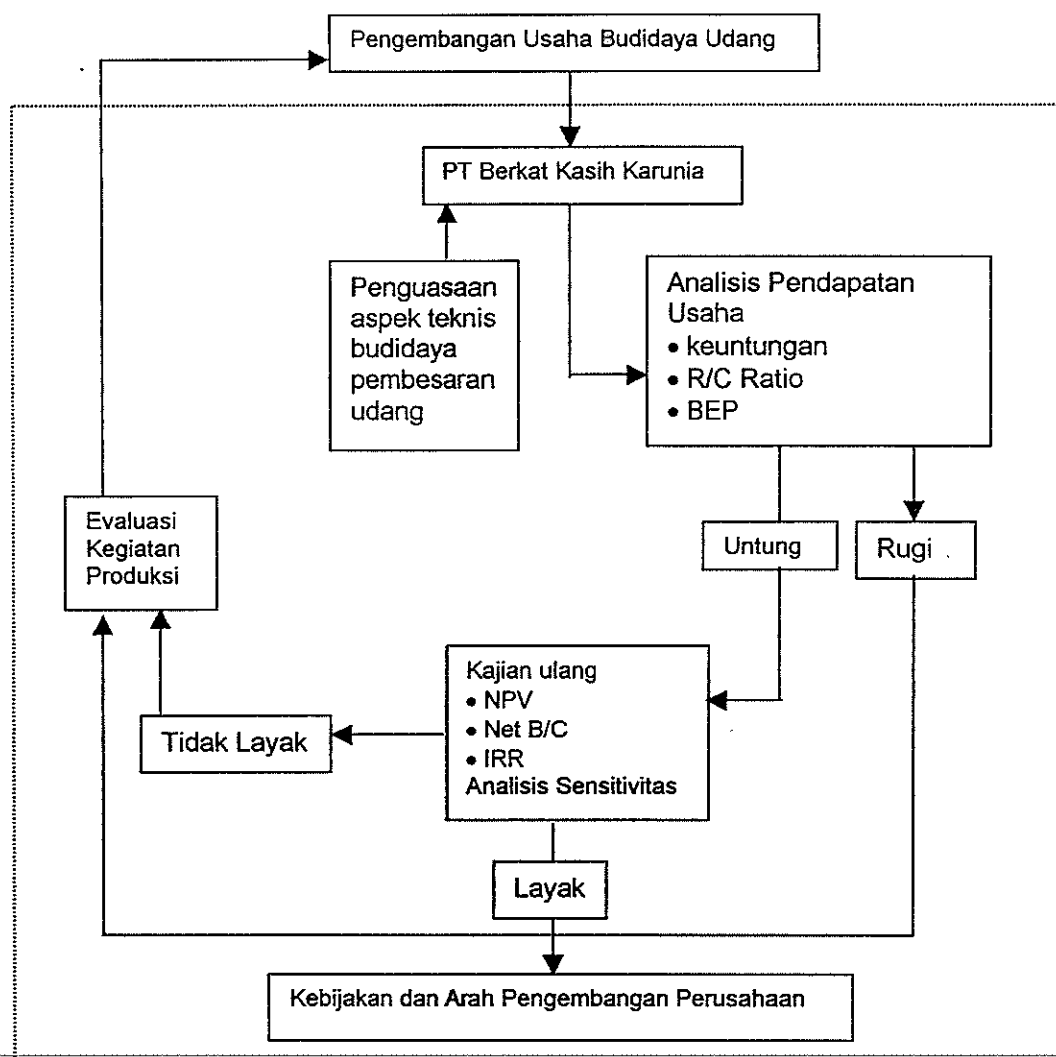 Pengembangan Usaha Budidaya Udang
PT Berkat Kasih Karunia
Penguasaan
aspek teknis
budidaya
pembesaran
udang
Analisis Pendapatan
Usaha
• keuntungan
• R/C Ratio
• BEP
Evaluasi
Kegiatan
Produksi
Untung
Rugi
Kajian ulang
• NPV
• Net B/C
• IRR
Analisis Sensitivitas
Tidak Layak
Layak
Kebijakan dan Arah Pengembangan Perusahaan